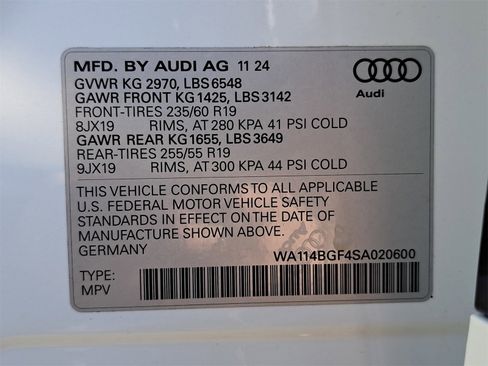 MFD. BY AUDI AG 11 24
GVWR KG 2970, LBS 6548
GAWR FRONT KG 1425, LBS 3142
FRONT-TIRES 235/60 R19
8JX19 RIMS, AT 280 KPA 41 PSI COLD
GAWR REAR KG 1655, LBS 3649
REAR-TIRES 255/55 R19
9JX19 RIMS, AT 300 KPA 44 PSI COLD
Audi
THIS VEHICLE CONFORMS TO ALL APPLICABLE
U.S. FEDERAL MOTOR VEHICLE SAFETY
STANDARDS IN EFFECT ON THE DATE OF
MANUFACTURE SHOWN ABOVE.
GERMANY WA114BGF4SA020600
TYPE:
MPV